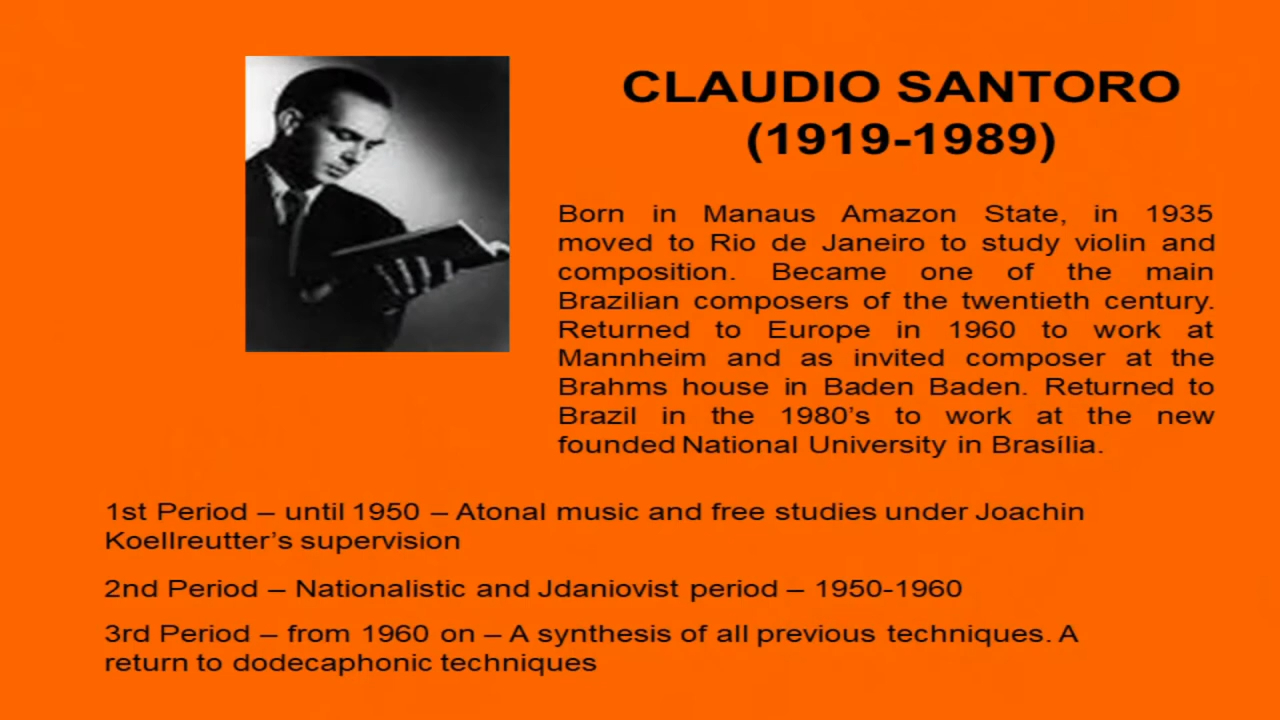 CLAUDIO SANTORO
(1919-1989)
Born in Manaus Amazon State, in 1935
moved to Rio de Janeiro to study violin and
composition. Became one of the main
Brazilian composers of the twentieth century.
Returned to Europe in 1960 to work at
Mannheim and as invited composer at the
Brahms house in Baden Baden. Returned to
Brazil in the 1980’s to work at the new
founded National University in Brasília.
1st Period – until 1950 – Atonal music and free studies under Joachin
Koellreutter’s supervision
2nd Period – Nationalistic and Jdaniovist period – 1950-1960
3rd Period – from 1960 on – A synthesis of all previous techniques. A
return to dodecaphonic techniques